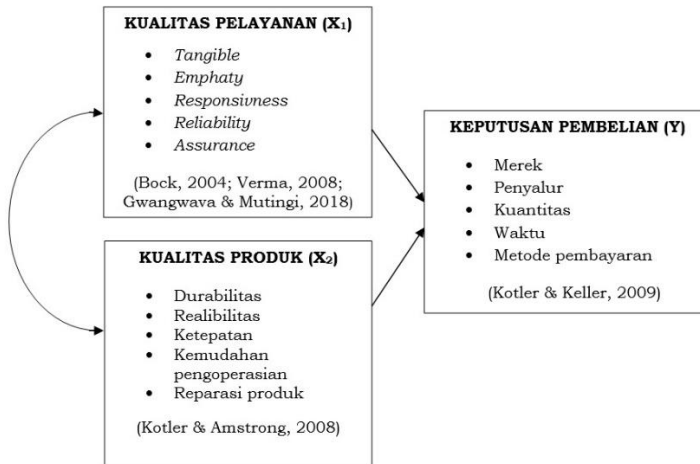 KUALITAS PELAYANAN (X₁)
• Tangible
• Emphaty
• Responsivness
• Reliability
• Assurance
(Bock, 2004; Verma, 2008;
Gwangwava & Mutingi, 2018)
KUALITAS PRODUK (X₂)
• Durabilitas
• Realibilitas
• Ketepatan
• Kemudahan
pengoperasian
• Reparasi produk
(Kotler & Amstrong, 2008)
KEPUTUSAN PEMBELIAN (Y)
• Merek
• Penyalur
• Kuantitas
• Waktu
• Metode pembayaran
(Kotler & Keller, 2009)